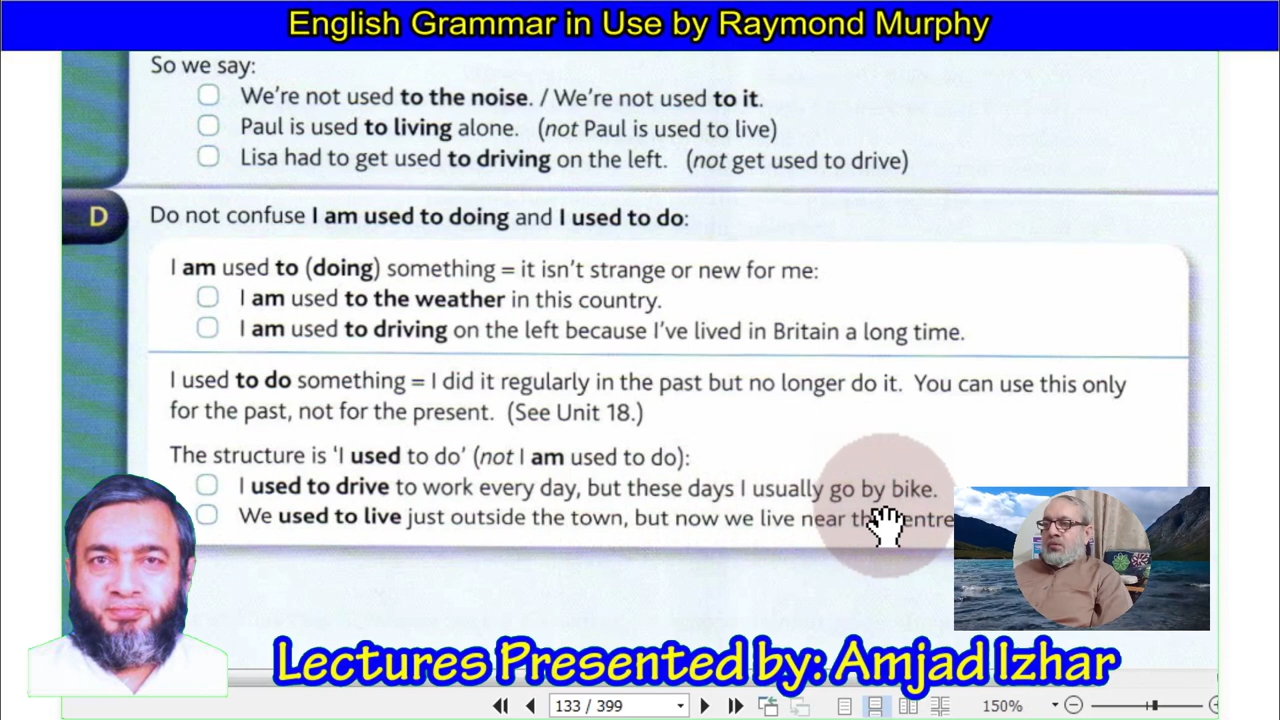 English Grammar in Use by Raymond Murphy
So we say:
We're not used to the noise. / We're not used to it.
Paul is used to living alone. (not Paul is used to live)
Lisa had to get used to driving on the left. (not get used to drive)
D
Do not confuse I am used to doing and I used to do:
I am used to (doing) something = it isn't strange or new for me:
I am used to the weather in this country.
I am used to driving on the left because I've lived in Britain a long time.
I used to do something = I did it regularly in the past but no longer do it. You can use this only
for the past, not for the present. (See Unit 18.)
The structure is 'I used to do' (not I am used to do):
I used to drive to work every day, but these days I usually go by bike.
We used to live just outside the town, but now we live near
Lectures Presented by: Amjad Izhar
133 / 399
150%